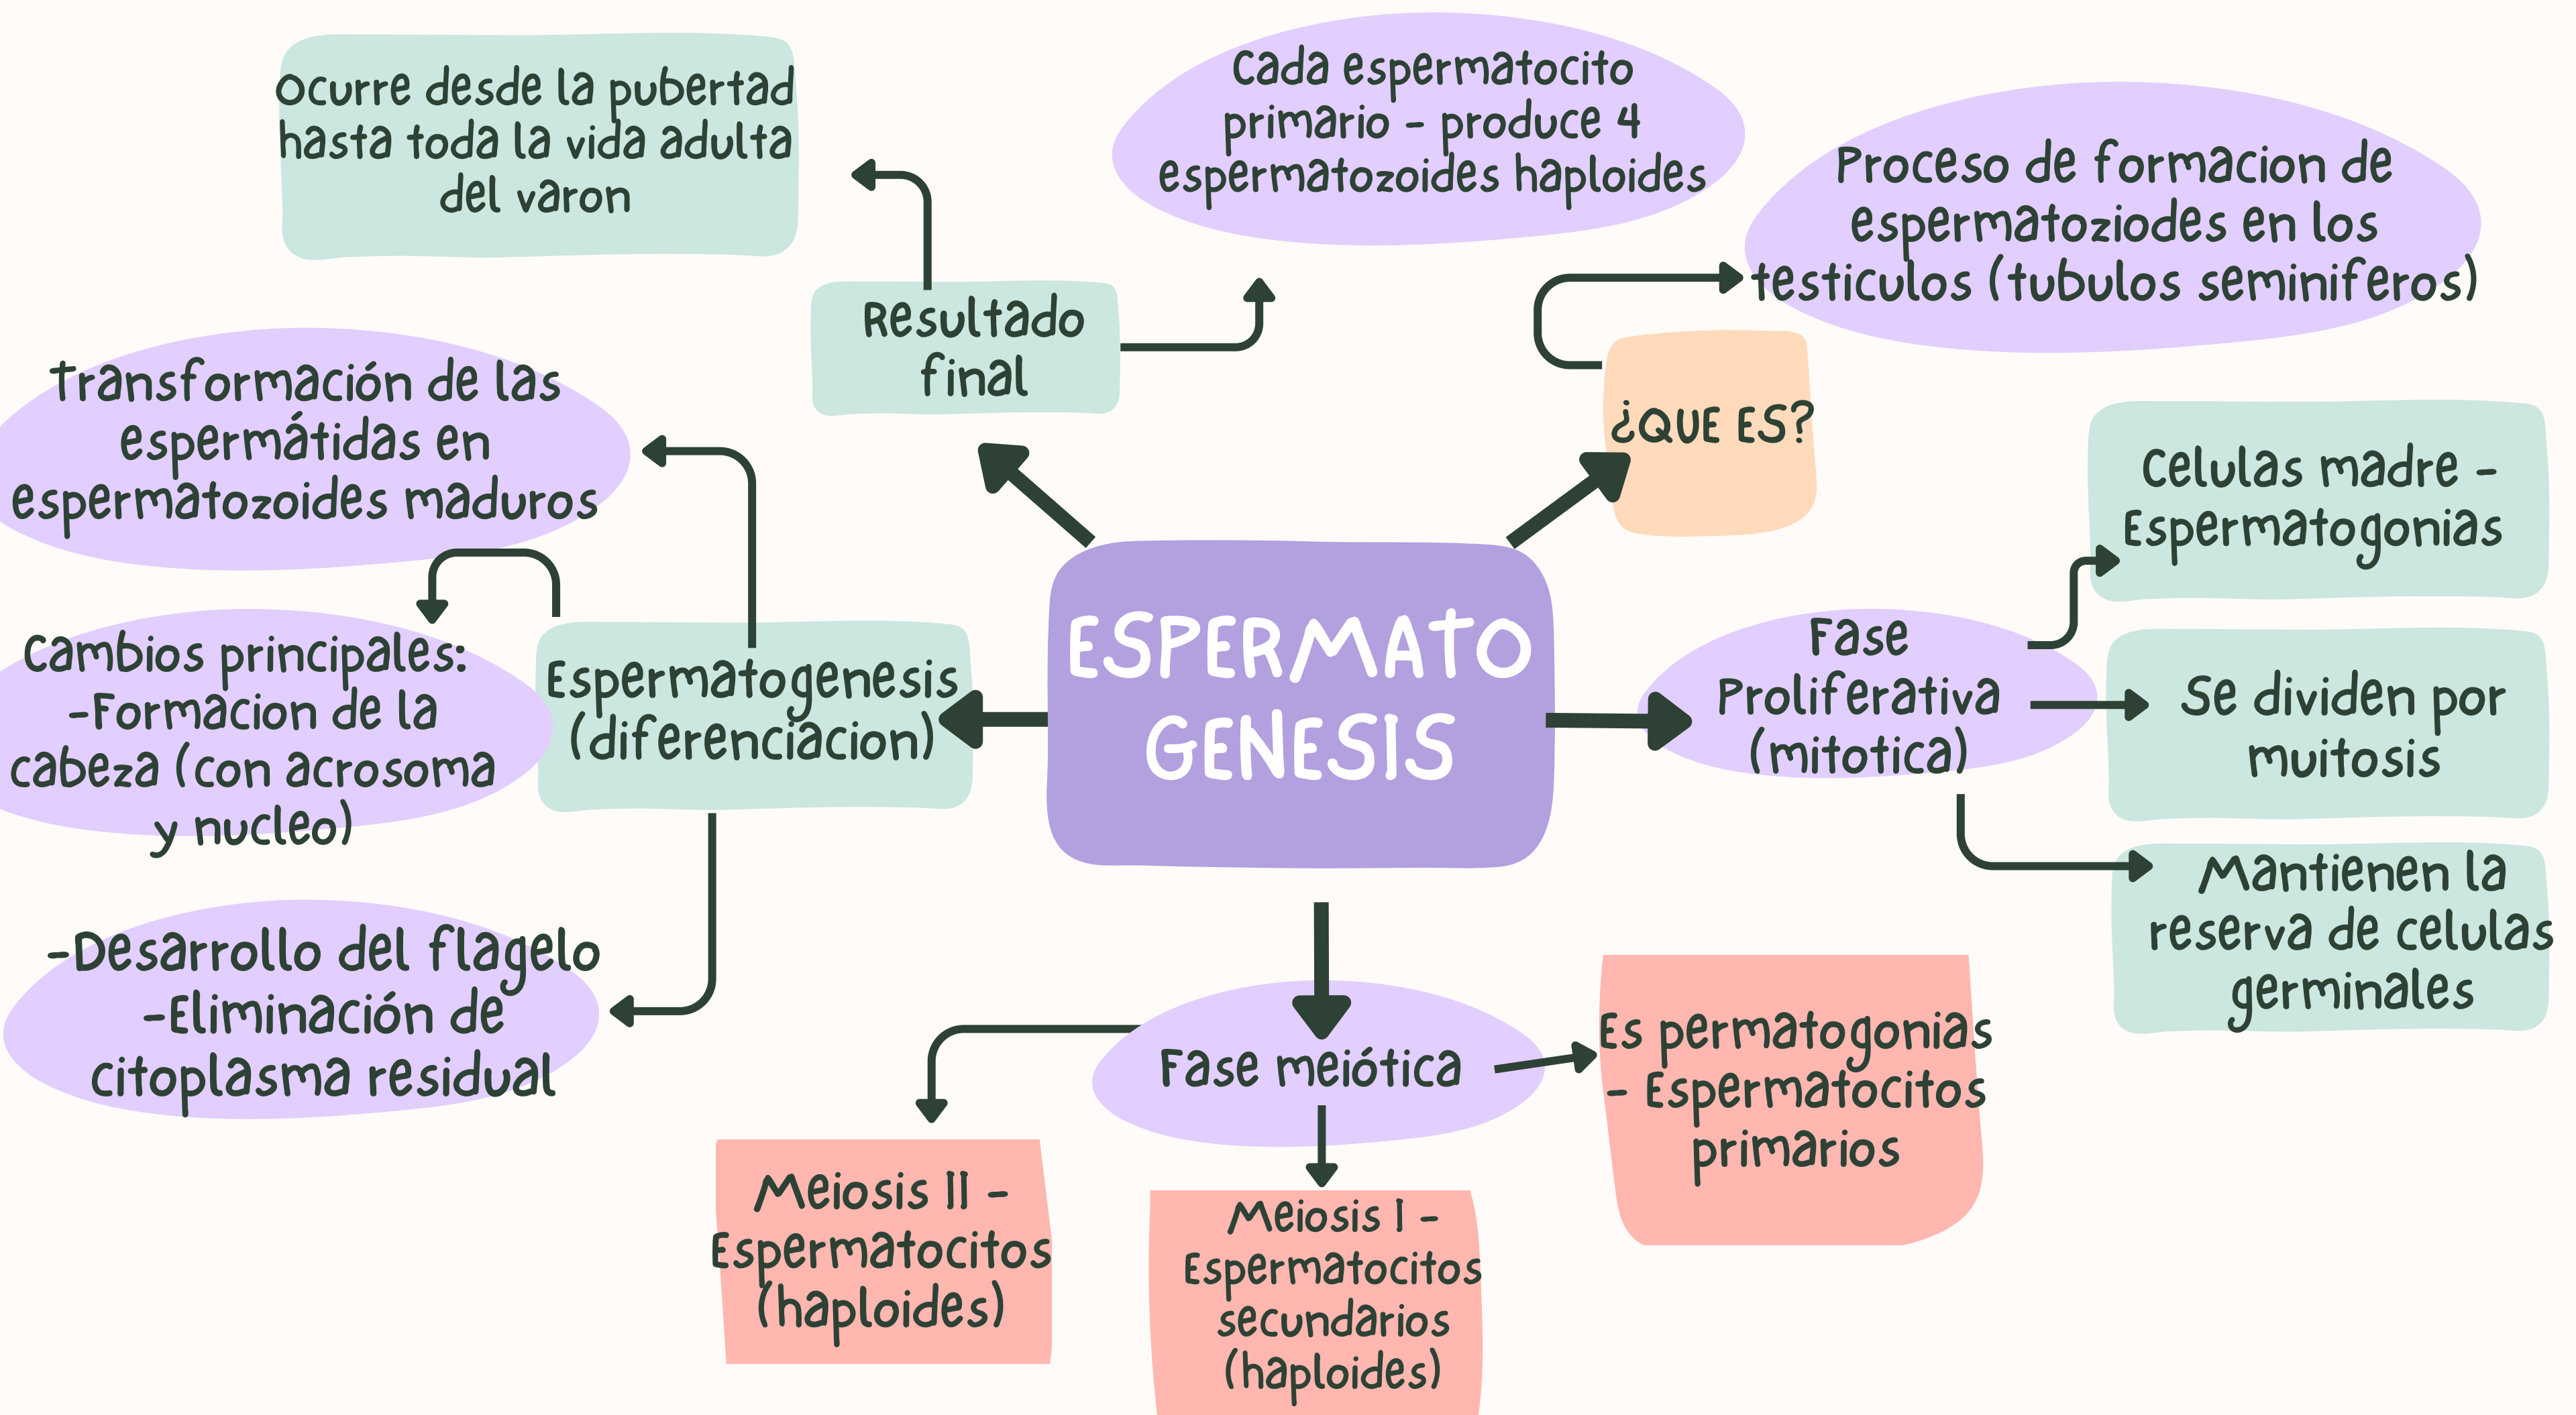 Ocurre desde la pubertad
hasta toda la vida adulta
del varon
Cada espermatocito
primario - produce 4
espermatozoides haploides
Proceso de formacion de
espermatoziodes en los
testiculos (tubulos seminiferos)
Resultado
final
¿QUE ES?
Transformación de las
espermátidas en
espermatozoides maduros
Celulas madre -
Espermatogonias
ESPERMATO
GENESIS
Fase
Proliferativa
(mitotica)
Espermatogenesis
(diferenciacion)
Cambios principales:
-Formacion de la
cabeza (con acrosoma
y nucleo)
Se dividen por
muitosis
Mantienen la
reserva de celulas
germinales
-Desarrollo del flagelo
-Eliminación de
citoplasma residual
Fase meiótica
Es permatogonias
- Espermatocitos
primarios
Meiosis II -
Espermatocitos
(haploides)
Meiosis I -
Espermatocitos
secundarios
(haploides)